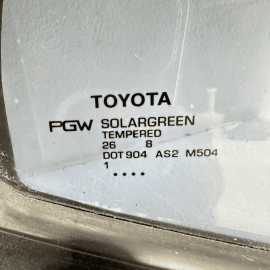 TOYOTA
PGW SOLARGREEN
TEMPERED
26 8
DOT 904 AS2 M504
1
....